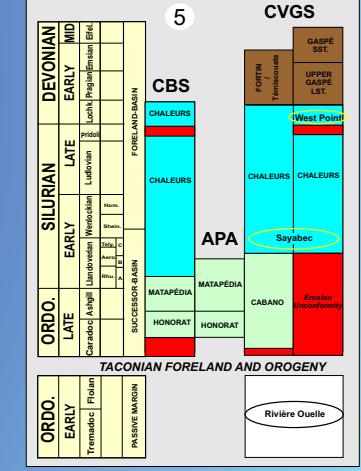 5
CVGS
CBS
APA
DEVONIAN
MID
EARLY
Eifel.
Emsian
Pragian
Lochk.
SILURIAN
LATE
EARLY
Pridoli
Ludlovian
Wenlockian
Llandoverian
Hom.
Shein.
Tely.
Aero.
Rhu.
C
B
A
ORDO.
LATE
Ashgill
Caradoc
FORELAND-BASIN
SUCCESSOR-BASIN
CHALEURS
CHALEURS
MATAPÉDIA
HONORAT
MATAPÉDIA
HONORAT
FORTIN /
Témiscouata
CHALEURS
CABANO
GASPÉ
SST.
UPPER
GASPÉ
LST.
West Point
CHALEURS
Sayabec
Erosion
Unconformity
TACONIAN FORELAND AND OROGENY
ORDO.
EARLY
Floian
Tremadoc
PASSIVE MARGIN
Rivière Ouelle